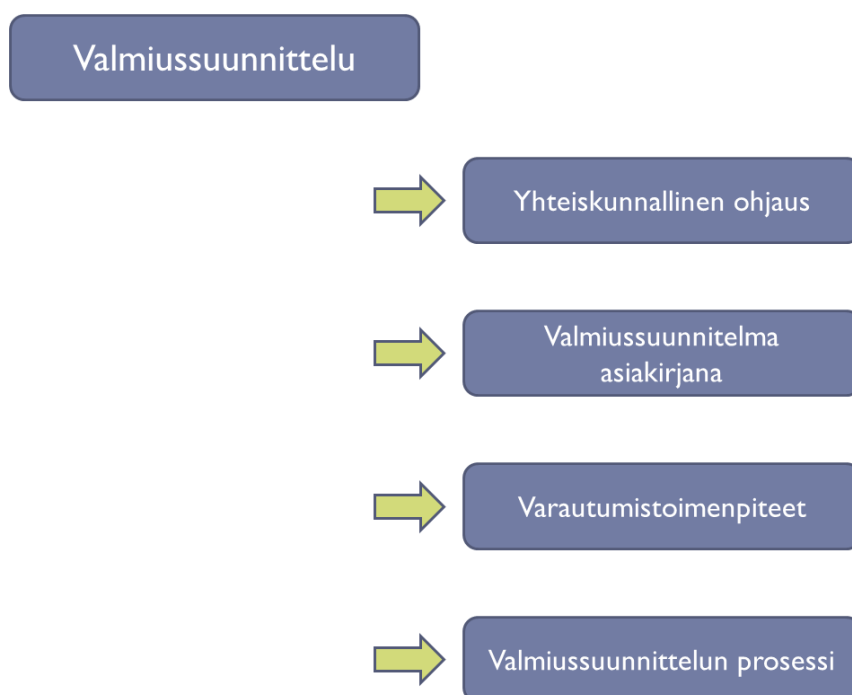 Valmiussuunnittelu
Yhteiskunnallinen ohjaus
Valmiussuunnitelma
asiakirjana
Varautumistoimenpiteet
Valmiussuunnittelun prosessi